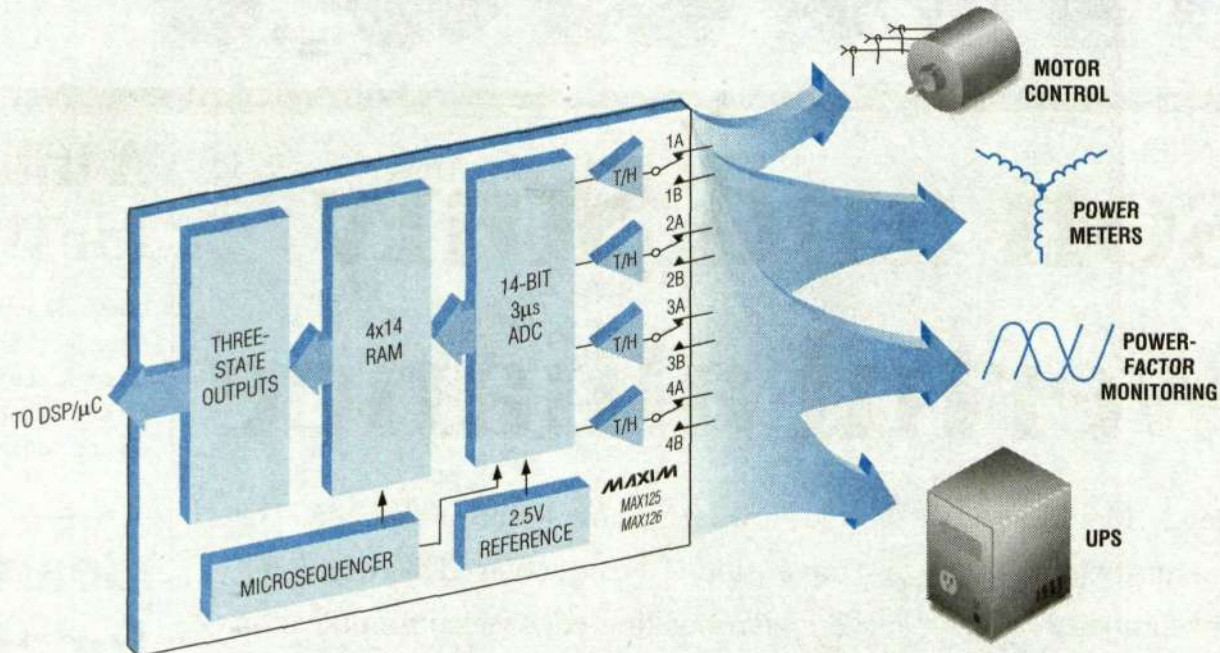 MOTOR
CONTROL
1A
T/H
1B
2A
T/H
2B
3A
T/H
3B
4A
T/H
4B
POWER
METERS
14-BIT
3µs
ADC
4x14
RAM
THREE-
STATE
OUTPUTS
TO DSP/µC
POWER-
FACTOR
MONITORING
MAXIM
MAX125
MAX126
2.5V
REFERENCE
MICROSEQUENCER
UPS